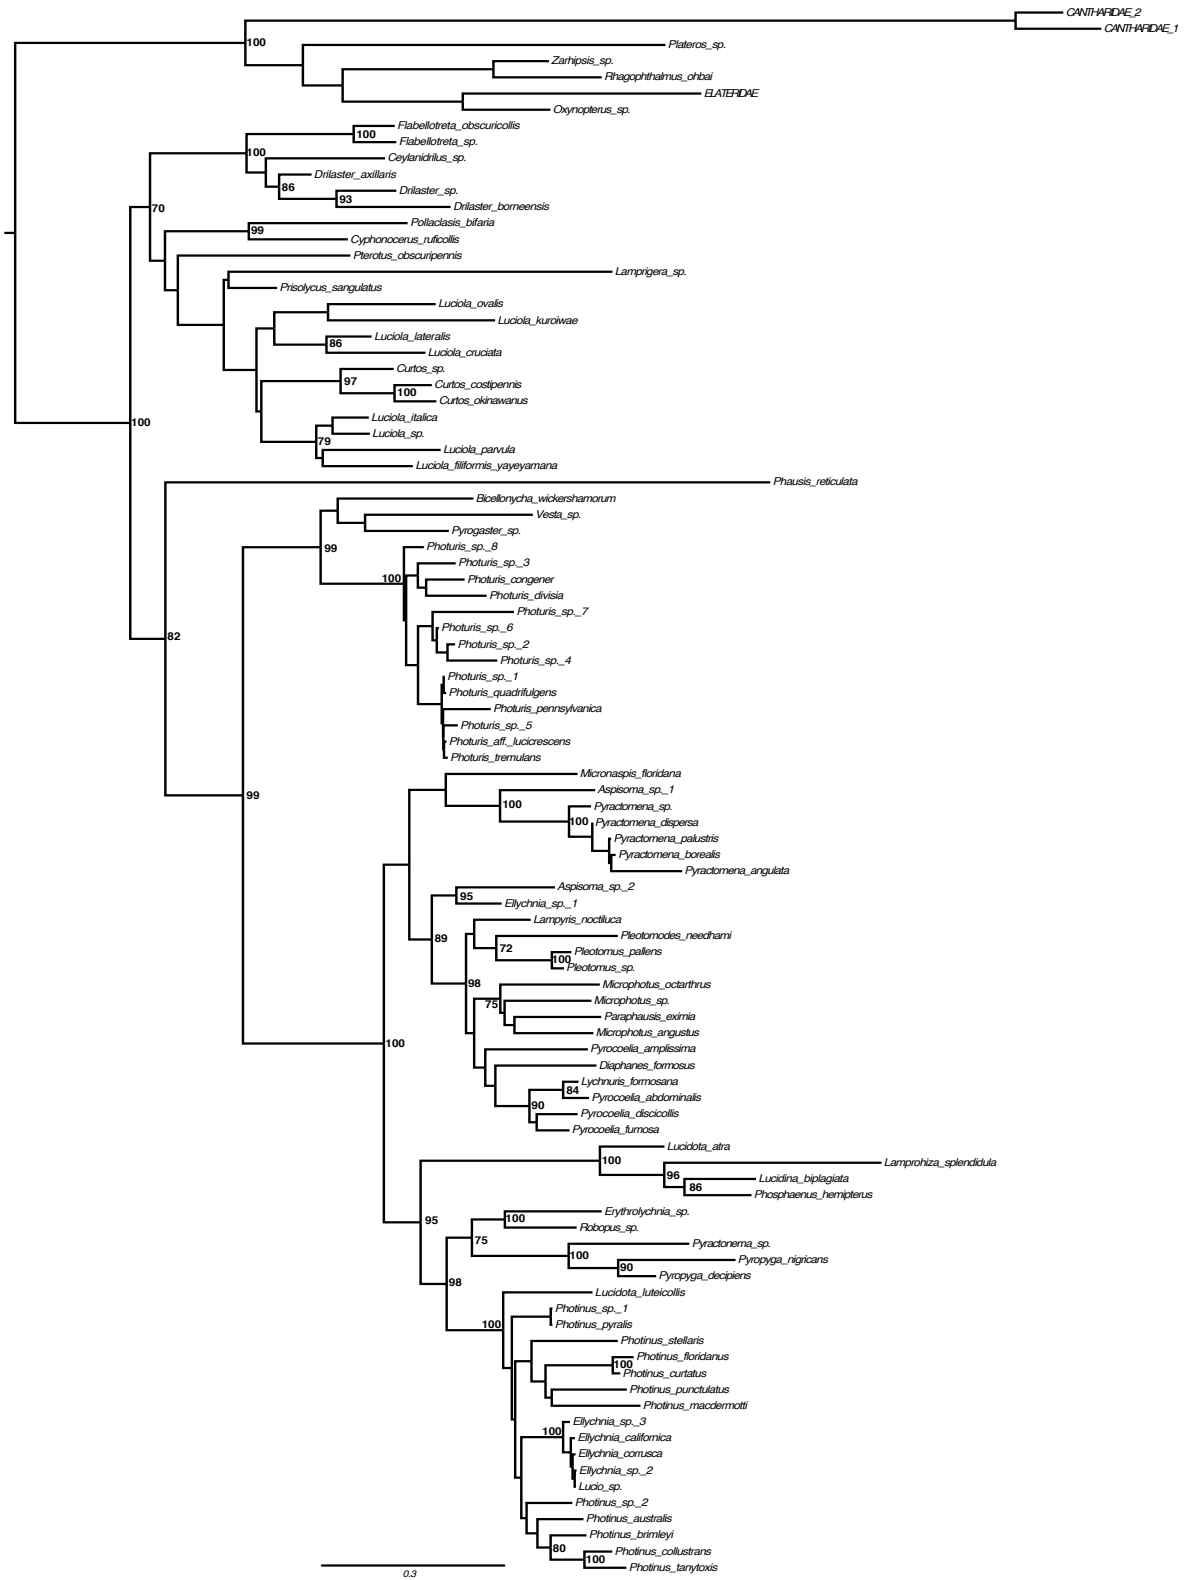 CANTHARIDAE_2
CANTHARIDAE_1
100
Plateros_sp.
Zarhipsis_sp.
Rhagophthalmus_ohbai
ELATERIDAE
Oxynopterus_sp.
Flabellotreta_obscuricollis
100
Flabellotreta_sp.
100
Ceylanidrilus_sp.
Drilaster_axillaris
86
Drilaster_sp.
93
Drilaster_borneensis
70
Pollaclasis_bifaria
99
Cyphonocerus_ruficollis
Pterotus_obscuripennis
Lamprigera_sp.
Prisolycus_sangulatus
Luciola_ovalis
Luciola_kuroiwae
Luciola_lateralis
86
Luciola_cruciata
Curtos_sp.
97
Curtos_costipennis
100
Curtos_okinawanus
Luciola_italica
100
Luciola_sp.
79
Luciola_parvula
Luciola_filiformis_yayeyamana
Phausis_reticulata
Bicellonycha_wickershamorum
Vesta_sp.
Pyrogaster_sp.
99
Photuris_sp._8
Photuris_sp._3
100
Photuris_congener
Photuris_divisia
Photuris_sp._7
Photuris_sp._6
82
Photuris_sp._2
Photuris_sp._4
Photuris_sp._1
Photuris_quadrifulgens
Photuris_pennsylvanica
Photuris_sp._5
Photuris_aff._lucicrescens
Photuris_tremulans
Micronaspis_floridana
Aspisoma_sp._1
99
100
Pyractomena_sp.
100
Pyractomena_dispersa
Pyractomena_palustris
Pyractomena_borealis
Pyractomena_angulata
Aspisoma_sp._2
95
Ellychnia_sp._1
Lampyris_noctiluca
89
Pleotomodes_needhami
72
Pleotomus_pallens
100
Pleotomus_sp.
98
Microphotus_octarthrus
75
Microphotus_sp.
Paraphausis_eximia
Microphotus_angustus
100
Pyrocoelia_amplissima
Diaphanes_formosus
Lychnuris_formosana
84
Pyrocoelia_abdominalis
90
Pyrocoelia_discicollis
Pyrocoelia_fumosa
Lucidota_atra
100
Lamprohiza_splendidula
96
Lucidina_biplagiata
86
Phosphaenus_hemipterus
Erythrolychnia_sp.
100
95
Robopus_sp.
75
Pyractonema_sp.
100
Pyropyga_nigricans
90
Pyropyga_decipiens
98
Lucidota_luteicollis
Photinus_sp._1
100
Photinus_pyralis
Photinus_stellaris
Photinus_floridanus
100
Photinus_curtatus
Photinus_punctulatus
Photinus_macdermotti
Ellychnia_sp._3
100
Ellychnia_californica
Ellychnia_corrusca
Ellychnia_sp._2
Lucio_sp.
Photinus_sp._2
Photinus_australis
Photinus_brimleyi
80
Photinus_collustrans
100
Photinus_tanytoxis
0.3